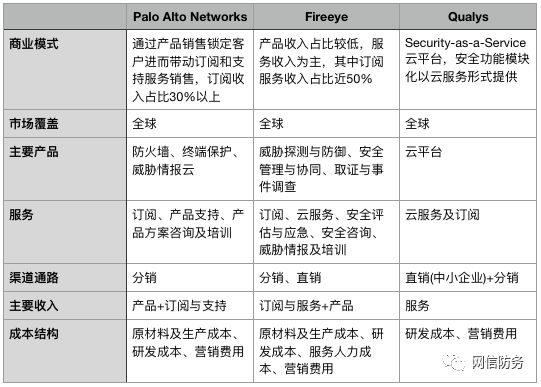 Palo Alto Networks
Fireeye
Qualys
商业模式
通过产品销售锁定客
户进而带动订阅和支
持服务销售，订阅收
入占比30%以上
产品收入占比较低，服
务收入为主，其中订阅
服务收入占比近50%
Security-as-a-Service
云平台，安全功能模块
化以云服务形式提供
市场覆盖
全球
全球
全球
主要产品
防火墙、终端保护、
威胁情报云
威胁探测与防御、安全
管理与协同、取证与事
件调查
云平台
服务
订阅、产品支持、产
品方案咨询及培训
订阅、云服务、安全评
估与应急、安全咨询、
威胁情报及培训
云服务及订阅
渠道通路
分销
分销、直销
直销(中小企业)+分销
主要收入
产品+订阅与支持
订阅与服务+产品
服务
成本结构
原材料及生产成本、
研发成本、营销费用
原材料及生产成本、研
发成本、服务人力成
本、营销费用
研发成本、营销费用
网信防务